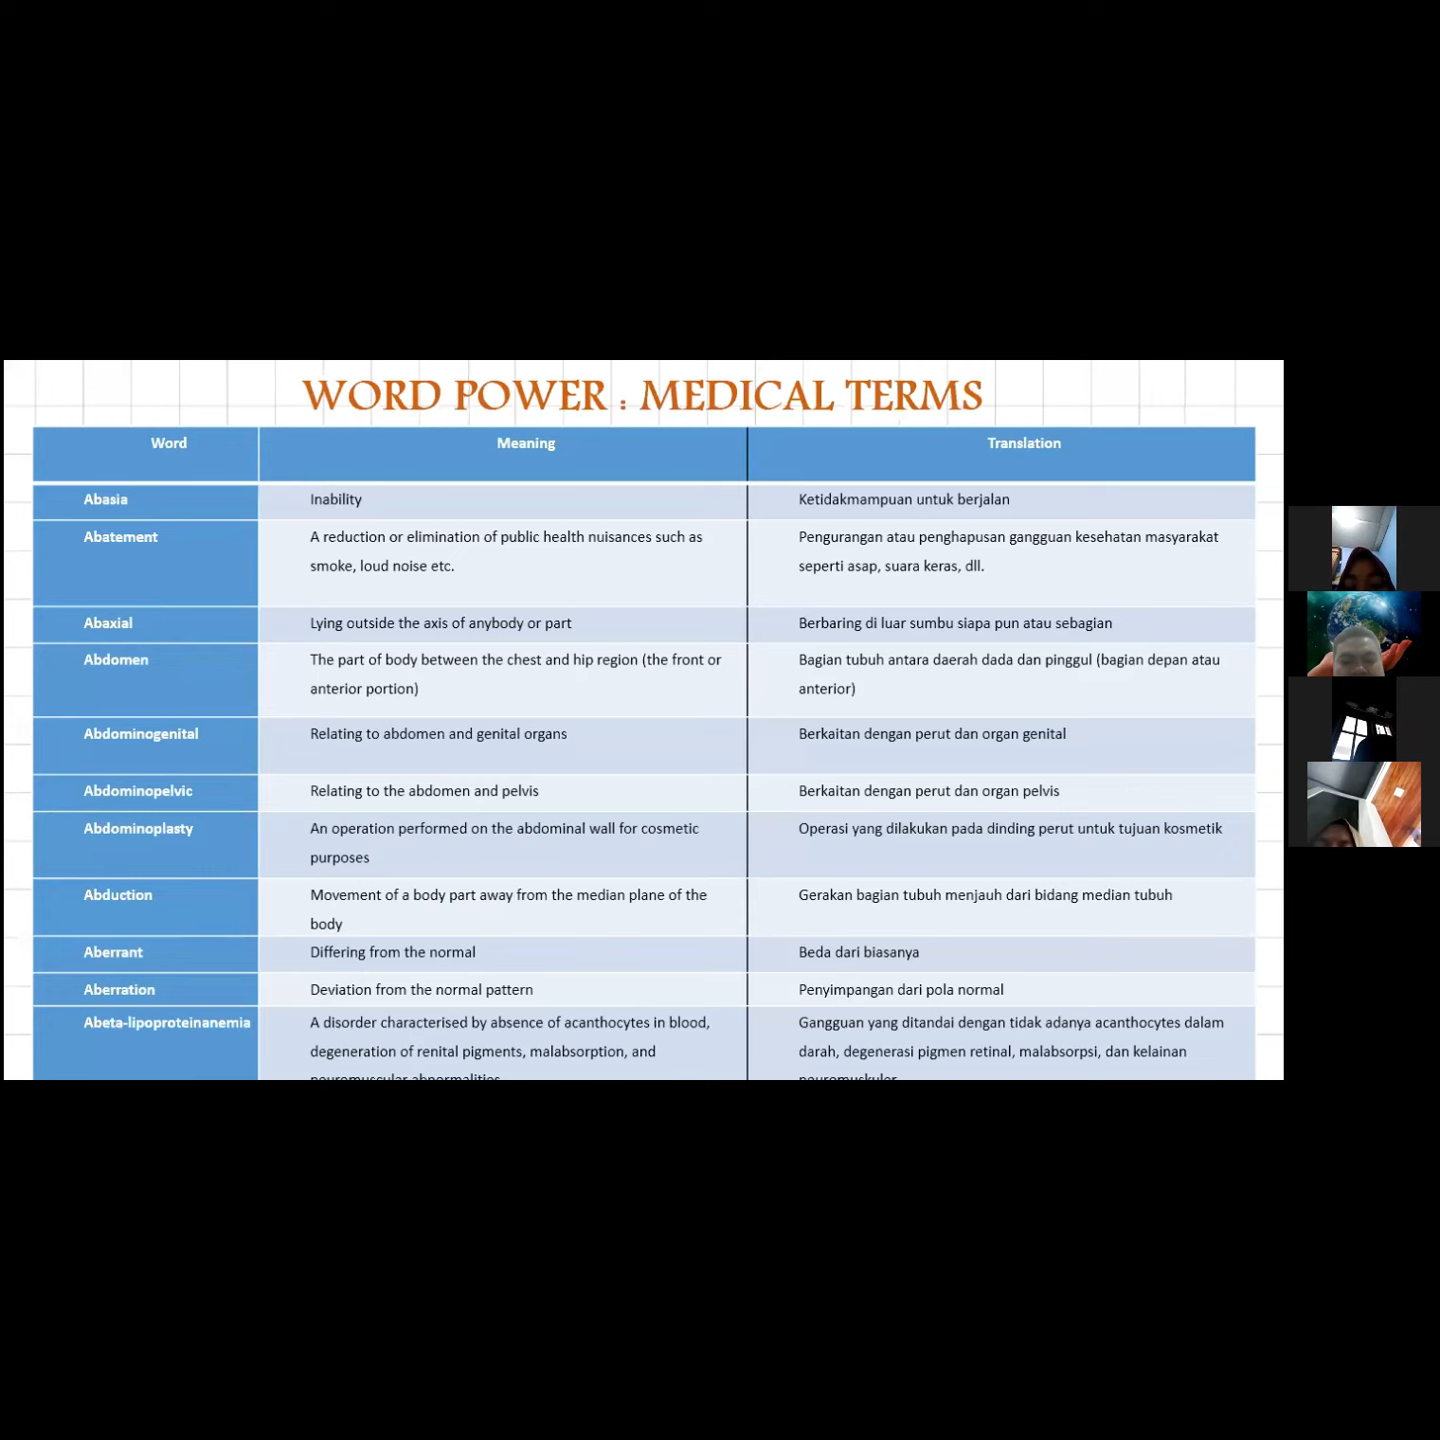 WORD POWER : MEDICAL TERMS
Word Meaning Translation
Abasia Inability Ketidakmampuan untuk berjalan
Abatement A reduction or elimination of public health nuisances such as Pengurangan atau penghapusan gangguan kesehatan masyarakat
smoke, loud noise etc. seperti asap, suara keras, dll.
Abaxial Lying outside the axis of anybody or part Berbaring di luar sumbu siapa pun atau sebagian
Abdomen The part of body between the chest and hip region (the front or Bagian tubuh antara daerah dada dan pinggul (bagian depan atau
anterior portion) anterior)
Abdominogenital Relating to abdomen and genital organs Berkaitan dengan perut dan organ genital
Abdominopelvic Relating to the abdomen and pelvis Berkaitan dengan perut dan organ pelvis
Abdominoplasty An operation performed on the abdominal wall for cosmetic Operasi yang dilakukan pada dinding perut untuk tujuan kosmetik
purposes
Abduction Movement of a body part away from the median plane of the Gerakan bagian tubuh menjauh dari bidang median tubuh
body
Aberrant Differing from the normal Beda dari biasanya
Aberration Deviation from the normal pattern Penyimpangan dari pola normal
Abeta-lipoproteinanemia A disorder characterised by absence of acanthocytes in blood, Gangguan yang ditandai dengan tidak adanya acanthocytes dalam
degeneration of renital pigments, malabsorption, and darah, degenerasi pigmen retinal, malabsorpsi, dan kelainan
neuromuscular abnormalities neuromuskuler